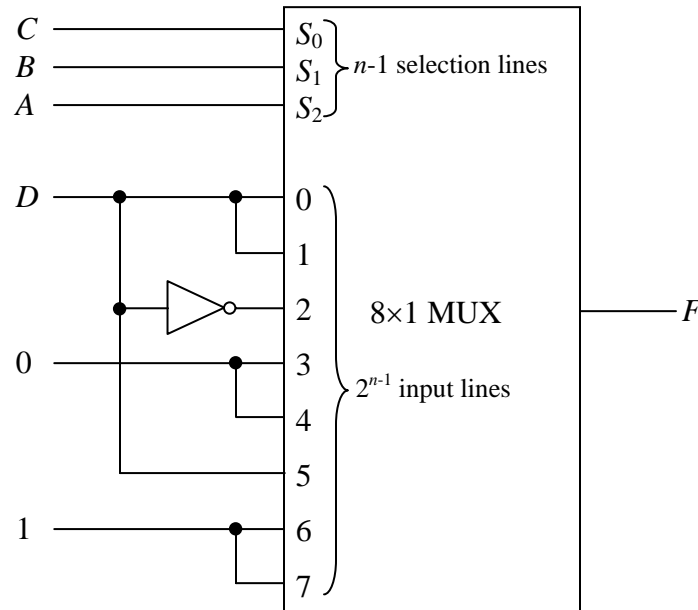 C S₀
B S₁ n-1 selection lines
A S₂
D 0
1
2 8×1 MUX F
0 3
2ⁿ⁻¹ input lines
4
5
1 6
7